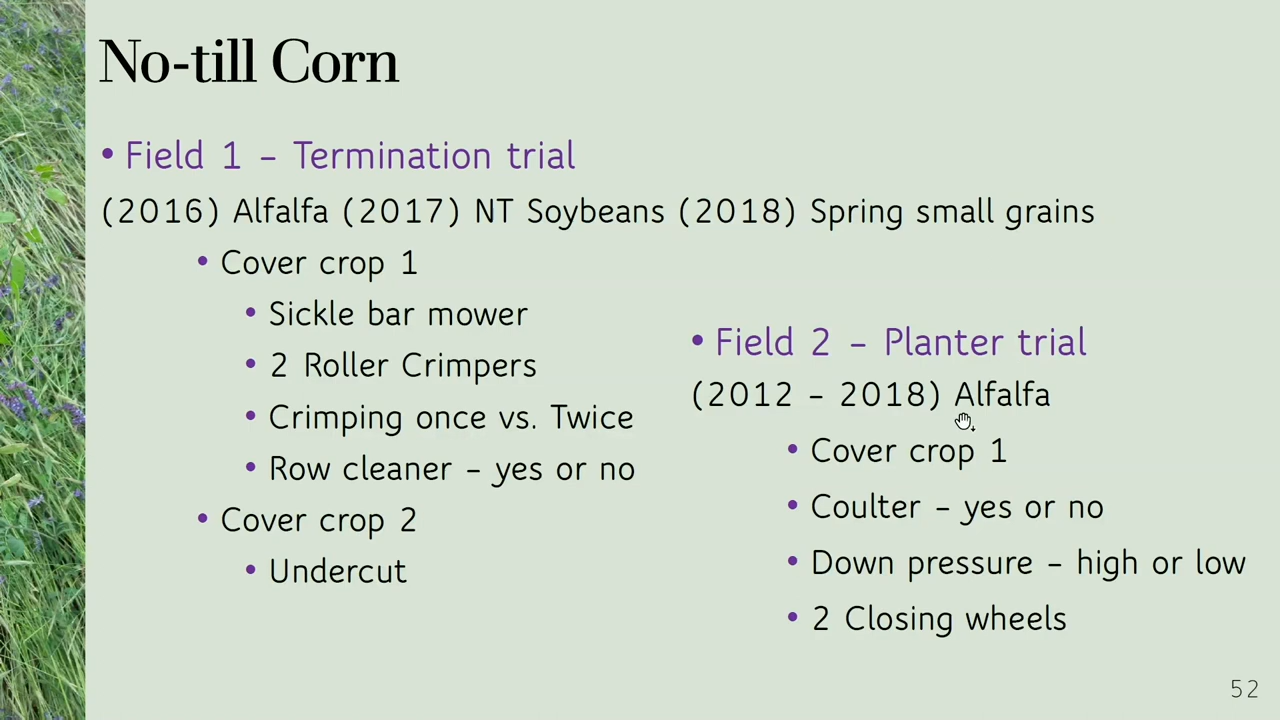 No-till Corn
• Field 1 – Termination trial
(2016) Alfalfa (2017) NT Soybeans (2018) Spring small grains
• Cover crop 1
• Sickle bar mower
• 2 Roller Crimpers
• Crimping once vs. Twice
• Row cleaner – yes or no
• Cover crop 2
• Undercut
• Field 2 – Planter trial
(2012 – 2018) Alfalfa
• Cover crop 1
• Coulter – yes or no
• Down pressure – high or low
• 2 Closing wheels
52